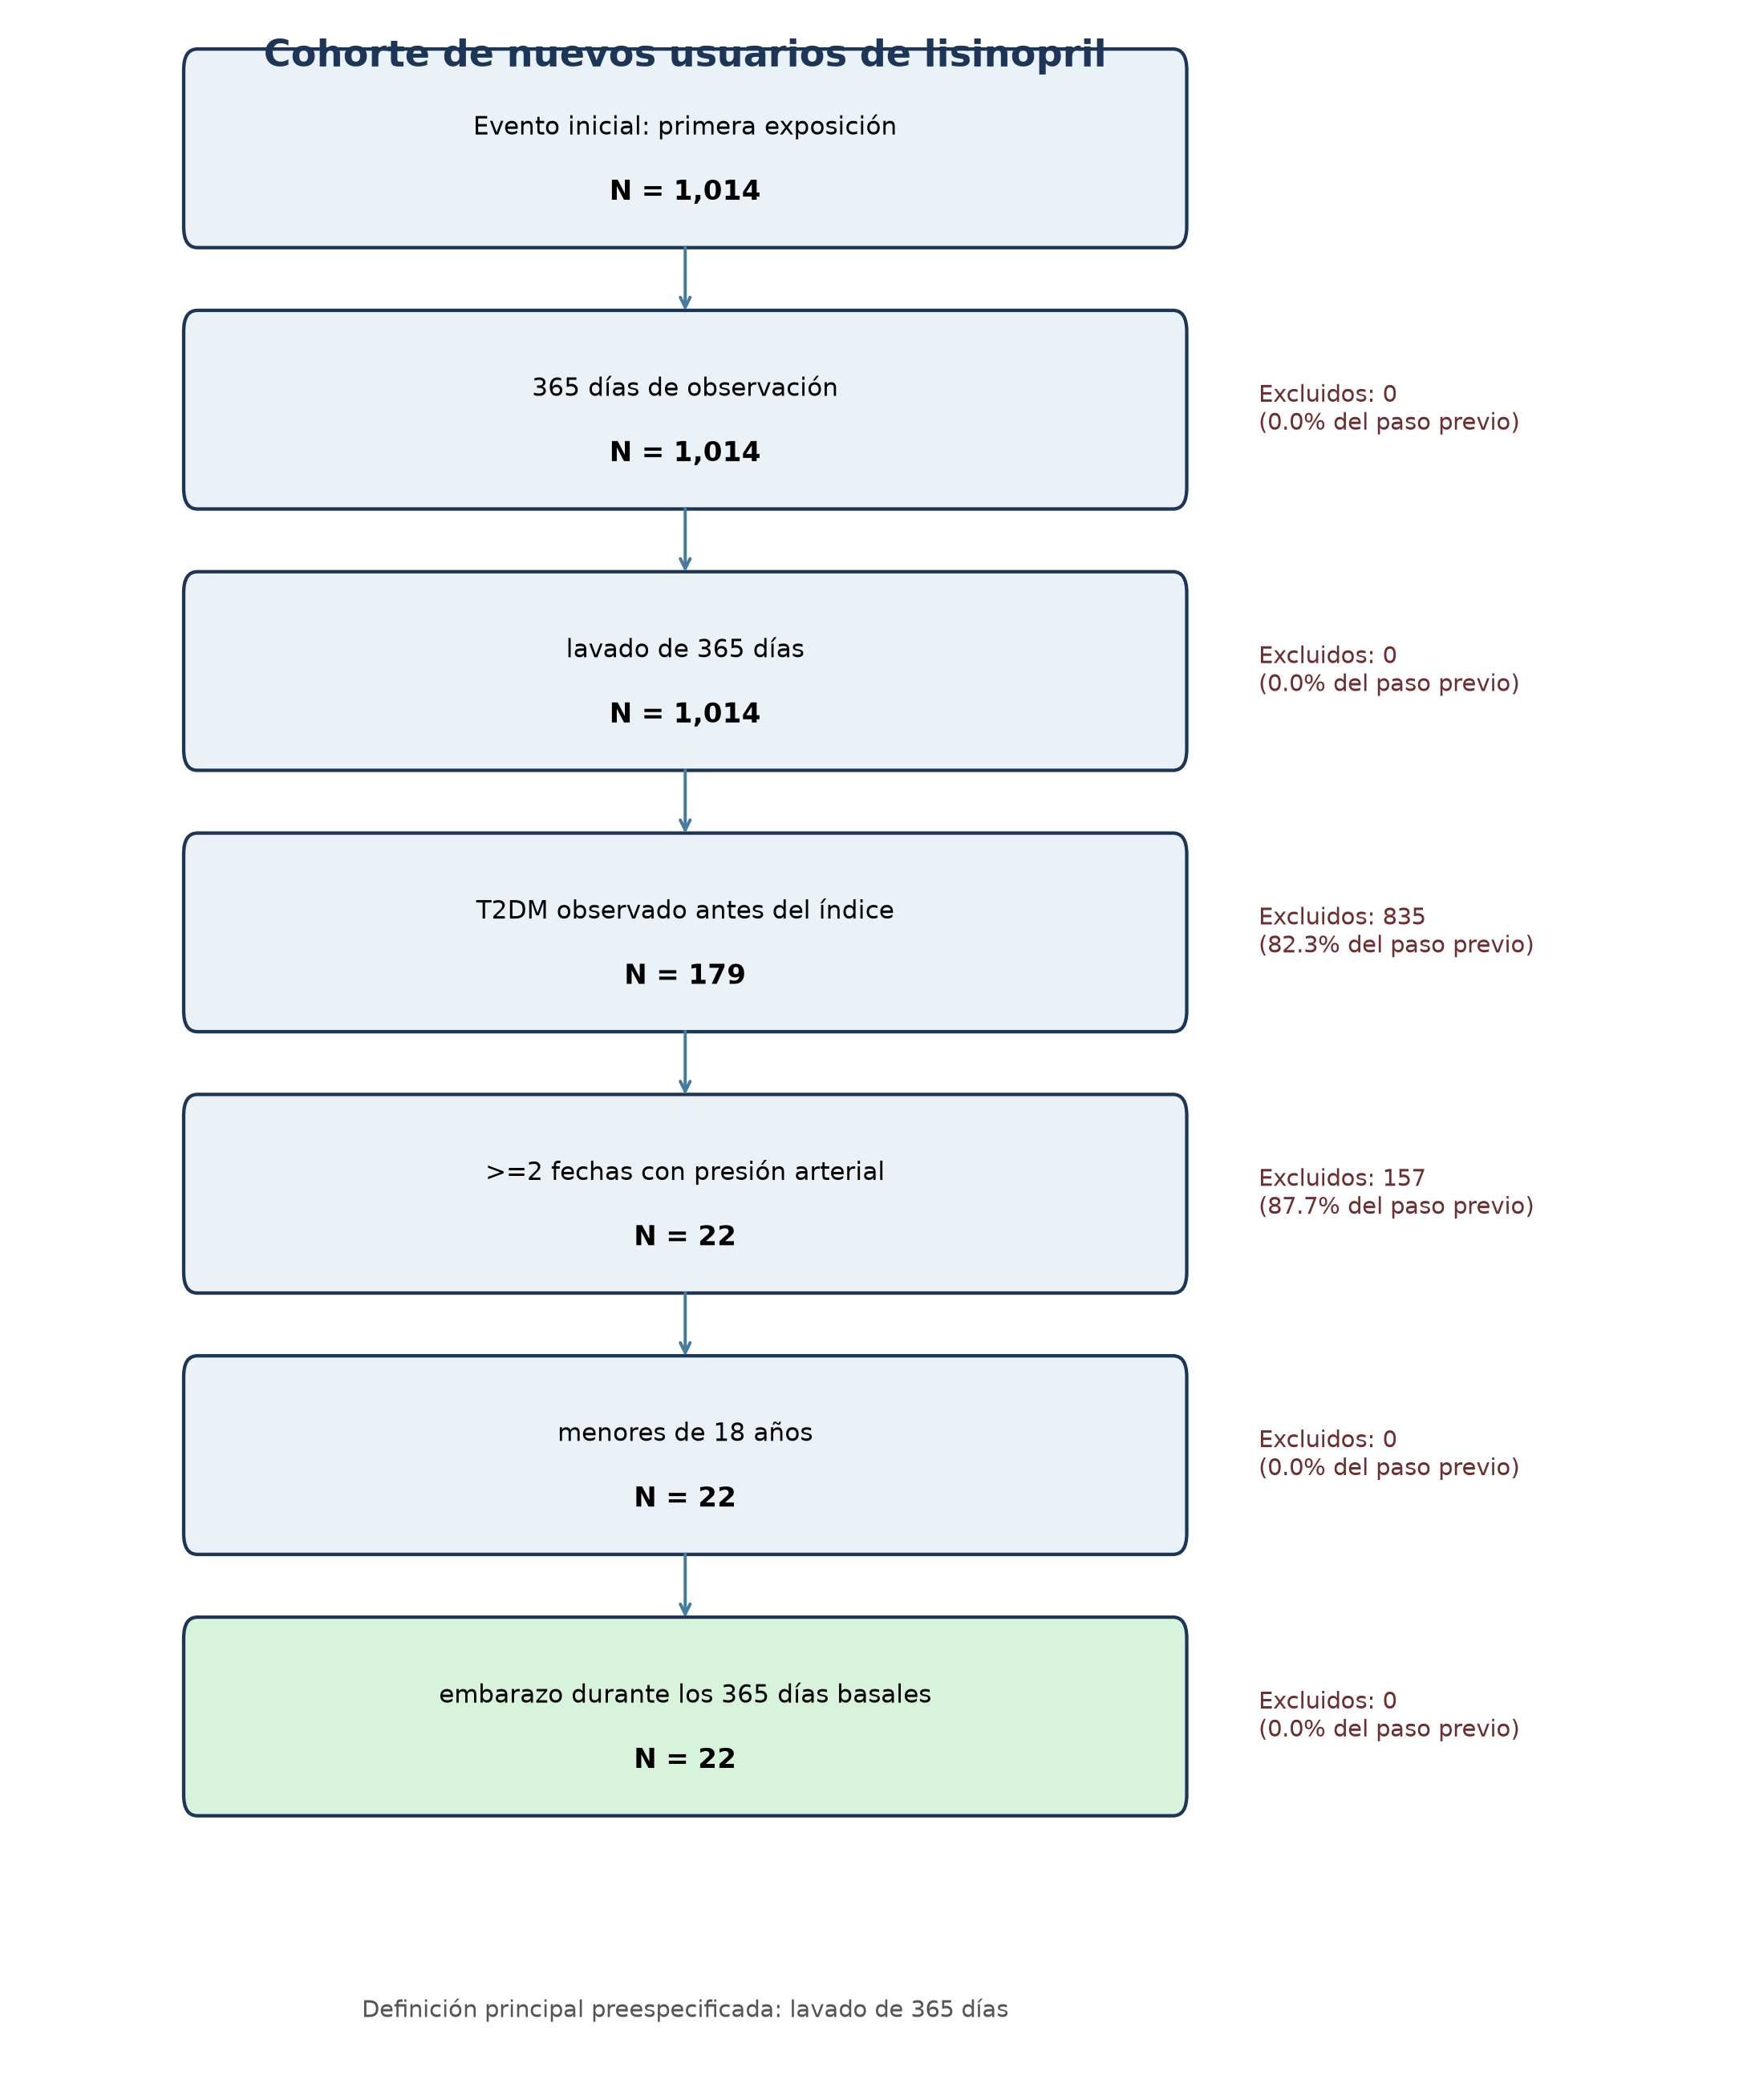 Cohorte de nuevos usuarios de lisinopril
Evento inicial: primera exposición
N = 1,014
365 días de observación
N = 1,014
Excluidos: 0
(0.0% del paso previo)
lavado de 365 días
N = 1,014
Excluidos: 0
(0.0% del paso previo)
T2DM observado antes del índice
N = 179
Excluidos: 835
(82.3% del paso previo)
>=2 fechas con presión arterial
N = 22
Excluidos: 157
(87.7% del paso previo)
menores de 18 años
N = 22
Excluidos: 0
(0.0% del paso previo)
embarazo durante los 365 días basales
N = 22
Excluidos: 0
(0.0% del paso previo)
Definición principal preespecificada: lavado de 365 días